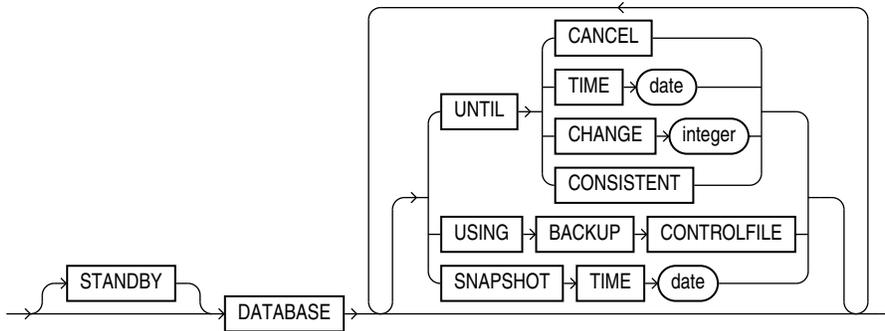 CANCEL
TIME date
UNTIL
CHANGE integer
CONSISTENT
USING BACKUP CONTROLFILE
STANDBY
SNAPSHOT TIME date
DATABASE